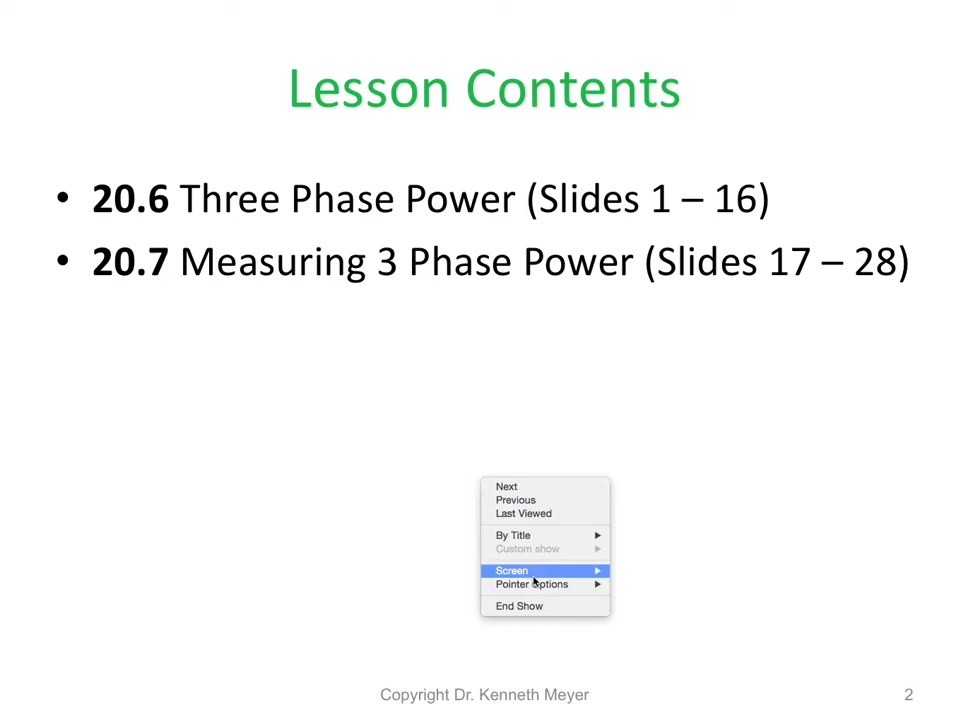 Lesson Contents
• 20.6 Three Phase Power (Slides 1 – 16)
• 20.7 Measuring 3 Phase Power (Slides 17 – 28)
Next
Previous
Last Viewed
By Title
Custom show
Screen
Pointer Options
End Show
Copyright Dr. Kenneth Meyer
2